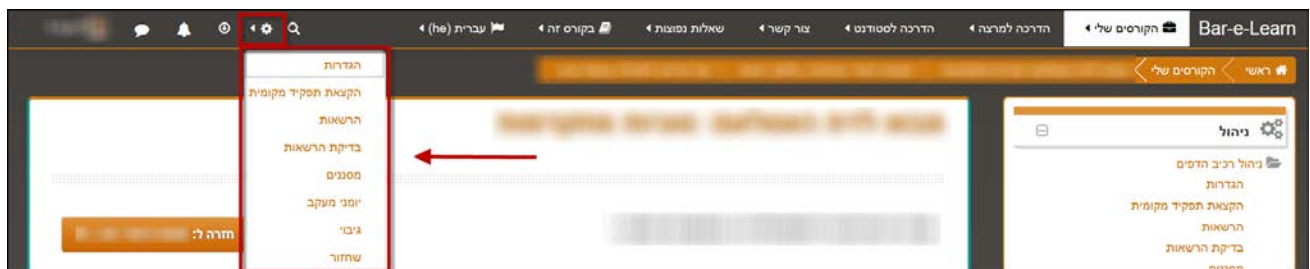 Bar-e-Learn
הקורסים שלי
הדרכה למרצה
הדרכה לסטודנט
צור קשר
שאלות נפוצות
בקורס זה
עברית (he)
ראשי
הקורסים שלי
ניהול
ניהול רכיב הדפים
הגדרות
הקצאת תפקיד מקומית
הרשאות
בדיקת הרשאות
מסננים
הגדרות
הקצאת תפקיד מקומית
הרשאות
בדיקת הרשאות
מסננים
יומני מעקב
גיבוי
שחזור
חזרה ל: